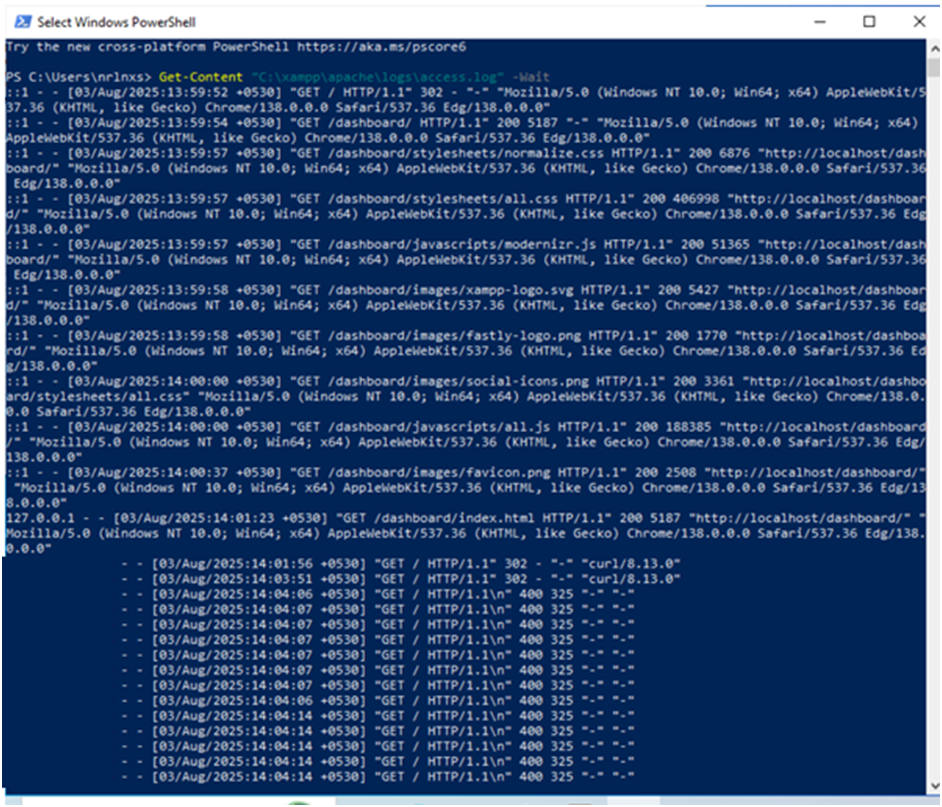 Select Windows PowerShell
Try the new cross-platform PowerShell https://aka.ms/pscore6
PS C:\Users\nrlnxs> Get-Content "C:\xampp\apache\logs\access.log" -Wait
::1 - - [03/Aug/2025:13:59:52 +0530] "GET / HTTP/1.1" 302 - "-" "Mozilla/5.0 (Windows NT 10.0; Win64; x64) AppleWebKit/5
37.36 (KHTML, like Gecko) Chrome/138.0.0.0 Safari/537.36 Edg/138.0.0.0"
::1 - - [03/Aug/2025:13:59:54 +0530] "GET /dashboard/ HTTP/1.1" 200 5187 "-" "Mozilla/5.0 (Windows NT 10.0; Win64; x64)
AppleWebKit/537.36 (KHTML, like Gecko) Chrome/138.0.0.0 Safari/537.36 Edg/138.0.0.0"
::1 - - [03/Aug/2025:13:59:57 +0530] "GET /dashboard/stylesheets/normalize.css HTTP/1.1" 200 6876 "http://localhost/dash
board/" "Mozilla/5.0 (Windows NT 10.0; Win64; x64) AppleWebKit/537.36 (KHTML, like Gecko) Chrome/138.0.0.0 Safari/537.36
Edg/138.0.0.0"
::1 - - [03/Aug/2025:13:59:57 +0530] "GET /dashboard/stylesheets/all.css HTTP/1.1" 200 406998 "http://localhost/dashboar
d/" "Mozilla/5.0 (Windows NT 10.0; Win64; x64) AppleWebKit/537.36 (KHTML, like Gecko) Chrome/138.0.0.0 Safari/537.36 Edg
/138.0.0.0"
::1 - - [03/Aug/2025:13:59:57 +0530] "GET /dashboard/javascripts/modernizr.js HTTP/1.1" 200 51365 "http://localhost/dash
board/" "Mozilla/5.0 (Windows NT 10.0; Win64; x64) AppleWebKit/537.36 (KHTML, like Gecko) Chrome/138.0.0.0 Safari/537.36
Edg/138.0.0.0"
::1 - - [03/Aug/2025:13:59:58 +0530] "GET /dashboard/images/xampp-logo.svg HTTP/1.1" 200 5427 "http://localhost/dashboar
d/" "Mozilla/5.0 (Windows NT 10.0; Win64; x64) AppleWebKit/537.36 (KHTML, like Gecko) Chrome/138.0.0.0 Safari/537.36 Edg
/138.0.0.0"
::1 - - [03/Aug/2025:13:59:58 +0530] "GET /dashboard/images/fastly-logo.png HTTP/1.1" 200 1770 "http://localhost/dashboa
rd/" "Mozilla/5.0 (Windows NT 10.0; Win64; x64) AppleWebKit/537.36 (KHTML, like Gecko) Chrome/138.0.0.0 Safari/537.36 Ed
g/138.0.0.0"
::1 - - [03/Aug/2025:14:00:00 +0530] "GET /dashboard/images/social-icons.png HTTP/1.1" 200 3361 "http://localhost/dashbo
ard/stylesheets/all.css" "Mozilla/5.0 (Windows NT 10.0; Win64; x64) AppleWebKit/537.36 (KHTML, like Gecko) Chrome/138.0.
0.0 Safari/537.36 Edg/138.0.0.0"
::1 - - [03/Aug/2025:14:00:00 +0530] "GET /dashboard/javascripts/all.js HTTP/1.1" 200 188385 "http://localhost/dashboard
/" "Mozilla/5.0 (Windows NT 10.0; Win64; x64) AppleWebKit/537.36 (KHTML, like Gecko) Chrome/138.0.0.0 Safari/537.36 Edg/
138.0.0.0"
::1 - - [03/Aug/2025:14:00:37 +0530] "GET /dashboard/images/favicon.png HTTP/1.1" 200 2508 "http://localhost/dashboard/"
"Mozilla/5.0 (Windows NT 10.0; Win64; x64) AppleWebKit/537.36 (KHTML, like Gecko) Chrome/138.0.0.0 Safari/537.36 Edg/13
8.0.0.0"
127.0.0.1 - - [03/Aug/2025:14:01:23 +0530] "GET /dashboard/index.html HTTP/1.1" 200 5187 "http://localhost/dashboard/" "
Mozilla/5.0 (Windows NT 10.0; Win64; x64) AppleWebKit/537.36 (KHTML, like Gecko) Chrome/138.0.0.0 Safari/537.36 Edg/138.
0.0.0"
- - [03/Aug/2025:14:01:56 +0530] "GET / HTTP/1.1" 302 - "-" "curl/8.13.0"
- - [03/Aug/2025:14:03:51 +0530] "GET / HTTP/1.1" 302 - "-" "curl/8.13.0"
- - [03/Aug/2025:14:04:06 +0530] "GET / HTTP/1.1\n" 400 325 "-" "-"
- - [03/Aug/2025:14:04:07 +0530] "GET / HTTP/1.1\n" 400 325 "-" "-"
- - [03/Aug/2025:14:04:07 +0530] "GET / HTTP/1.1\n" 400 325 "-" "-"
- - [03/Aug/2025:14:04:07 +0530] "GET / HTTP/1.1\n" 400 325 "-" "-"
- - [03/Aug/2025:14:04:07 +0530] "GET / HTTP/1.1\n" 400 325 "-" "-"
- - [03/Aug/2025:14:04:07 +0530] "GET / HTTP/1.1\n" 400 325 "-" "-"
- - [03/Aug/2025:14:04:07 +0530] "GET / HTTP/1.1\n" 400 325 "-" "-"
- - [03/Aug/2025:14:04:06 +0530] "GET / HTTP/1.1\n" 400 325 "-" "-"
- - [03/Aug/2025:14:04:14 +0530] "GET / HTTP/1.1\n" 400 325 "-" "-"
- - [03/Aug/2025:14:04:14 +0530] "GET / HTTP/1.1\n" 400 325 "-" "-"
- - [03/Aug/2025:14:04:14 +0530] "GET / HTTP/1.1\n" 400 325 "-" "-"
- - [03/Aug/2025:14:04:14 +0530] "GET / HTTP/1.1\n" 400 325 "-" "-"
- - [03/Aug/2025:14:04:14 +0530] "GET / HTTP/1.1\n" 400 325 "-" "-"